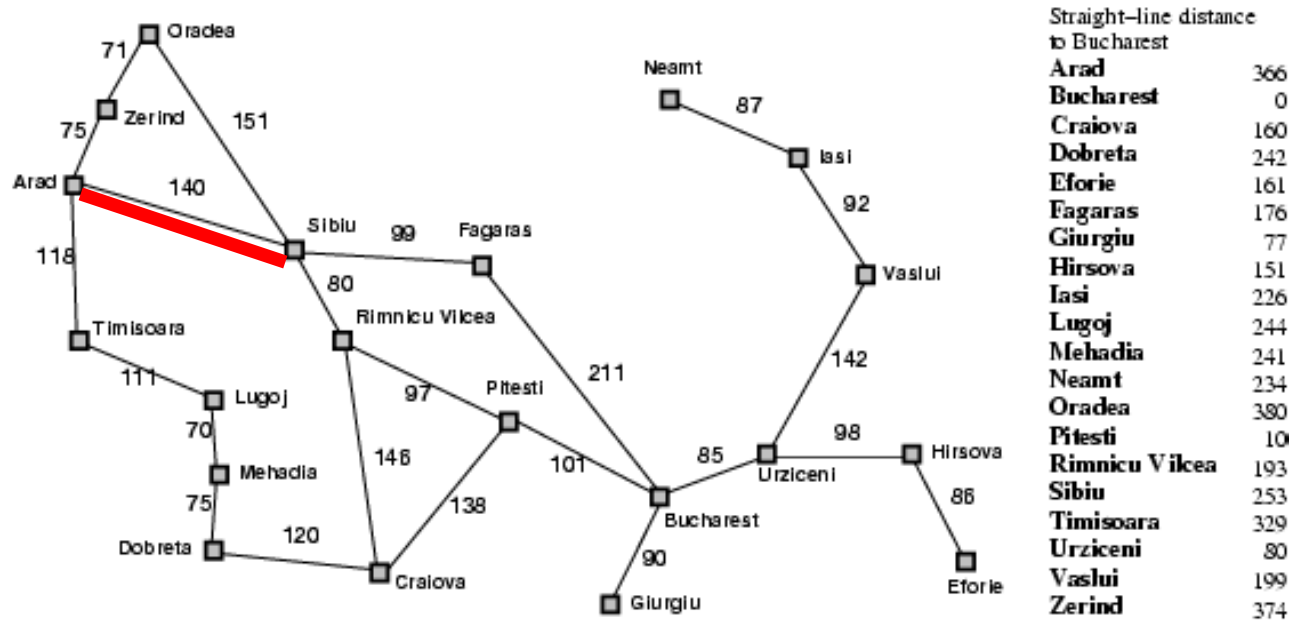 Oradea
71
Neamt
87
Zerind
151
75
Iasi
Arad
140
92
Sibiu
99
Fagaras
118
80
Vaslui
Rimnicu Vilcea
Timisoara
142
111
211
Lugoj
97
Pitesti
70
98
Hirsova
146
85
101
Urziceni
Mehadia
86
75
138
Bucharest
Dobreta
120
90
Craiova
Eforie
Giurgiu
Straight–line distance
to Bucharest
Arad 366
Bucharest 0
Craiova 160
Dobreta 242
Eforie 161
Fagaras 176
Giurgiu 77
Hirsova 151
Iasi 226
Lugoj 244
Mehadia 241
Neamt 234
Oradea 380
Pitesti 10
Rimnicu Vilcea 193
Sibiu 253
Timisoara 329
Urziceni 80
Vaslui 199
Zerind 374